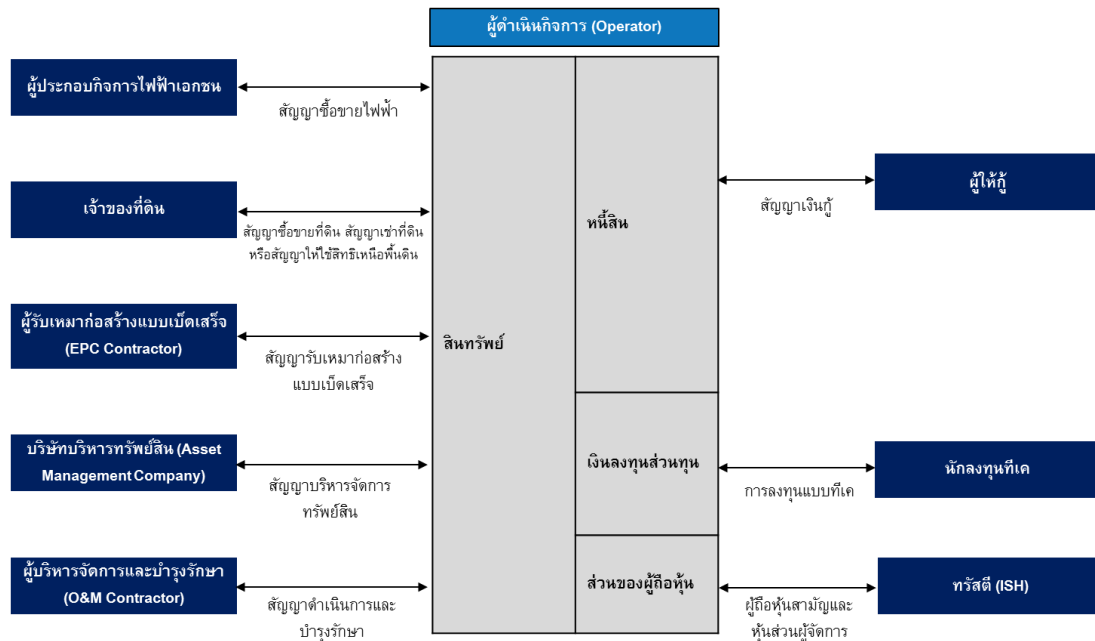 ผู้ดำเนินกิจการ (Operator)
ผู้ประกอบกิจการไฟฟ้าเอกชน
สัญญาซื้อขายไฟฟ้า
เจ้าของที่ดิน
สัญญาซื้อขายที่ดิน สัญญาเช่าที่ดิน
หรือสัญญาให้ใช้สิทธิเหนือพื้นดิน
ผู้รับเหมาก่อสร้างแบบเบ็ดเสร็จ
(EPC Contractor)
สัญญารับเหมาก่อสร้าง
แบบเบ็ดเสร็จ
บริษัทบริหารทรัพย์สิน (Asset
Management Company)
สัญญาบริหารจัดการ
ทรัพย์สิน
ผู้บริหารจัดการและบำรุงรักษา
(O&M Contractor)
สัญญาดำเนินการและ
บำรุงรักษา
สินทรัพย์
หนี้สิน
เงินลงทุนส่วนทุน
ส่วนของผู้ถือหุ้น
ผู้ให้กู้
สัญญาเงินกู้
นักลงทุนทีเค
การลงทุนแบบทีเค
ทรัสตี (ISH)
ผู้ถือหุ้นสามัญและ
หุ้นส่วนผู้จัดการ